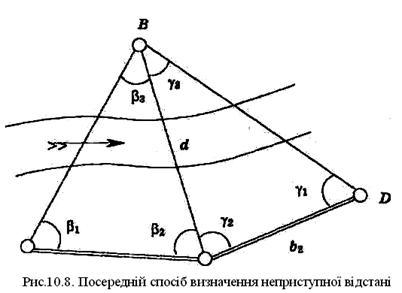 B
β₃ γ₃
d
β₁ β₂ γ₂ γ₁ D
b₂
Рис.10.8. Посередній спосіб визначення неприступної відстані